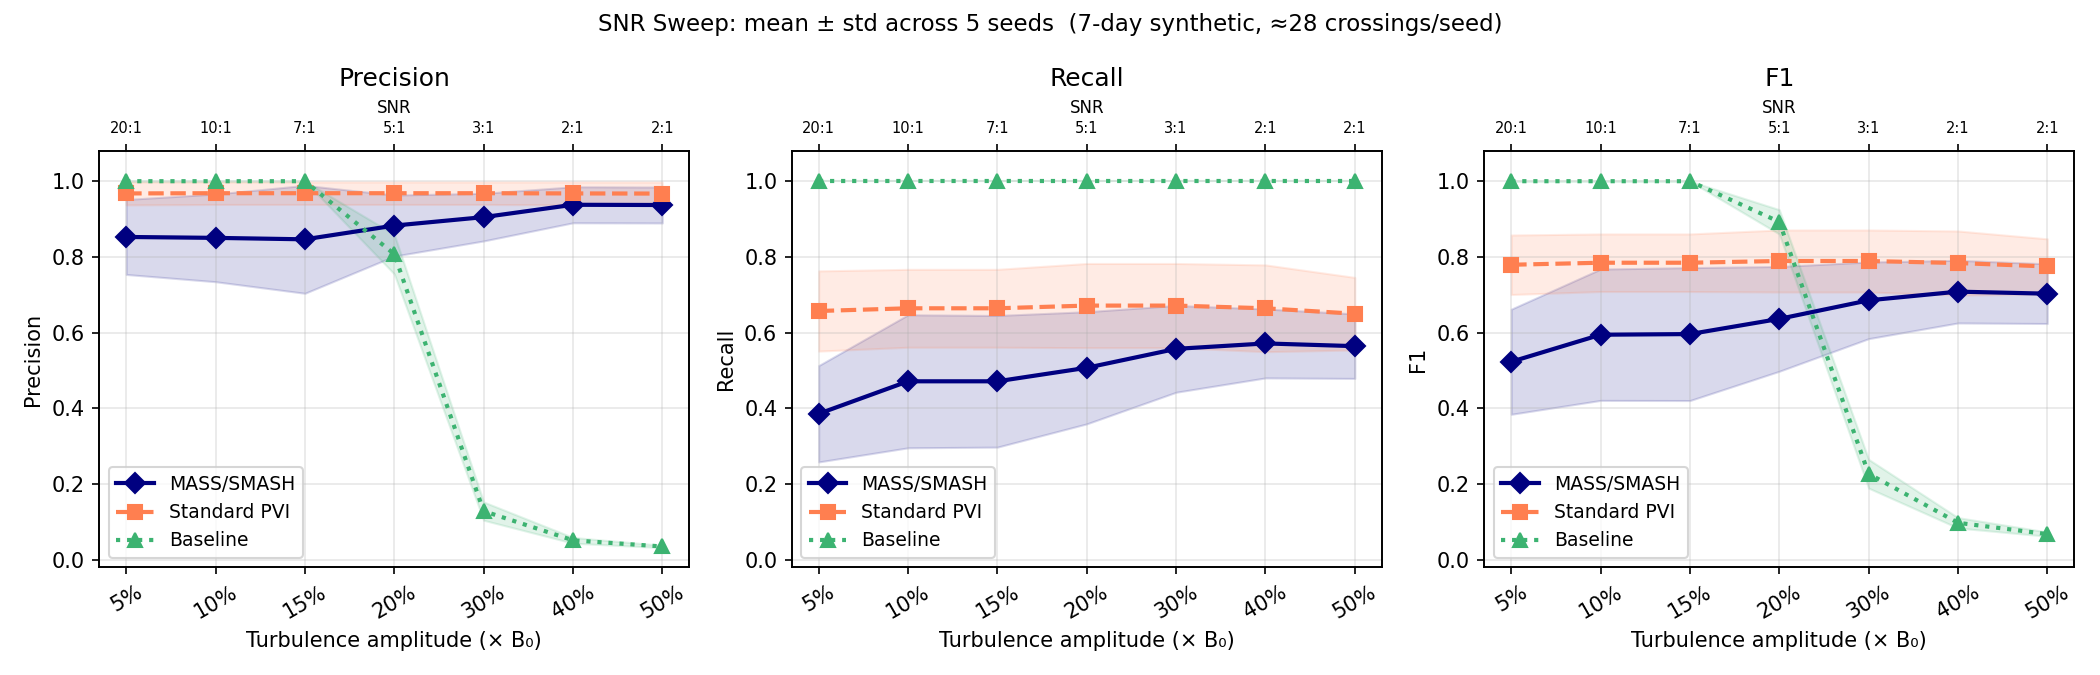 SNR Sweep: mean ± std across 5 seeds  (7-day synthetic, ≈28 crossings/seed)
Precision
SNR
20:1 10:1 7:1 5:1 3:1 2:1 2:1
1.0
0.8
0.6
0.4
0.2
0.0
Precision
MASS/SMASH
Standard PVI
Baseline
5% 10% 15% 20% 30% 40% 50%
Turbulence amplitude (× B₀)
Recall
SNR
20:1 10:1 7:1 5:1 3:1 2:1 2:1
1.0
0.8
0.6
0.4
0.2
0.0
Recall
MASS/SMASH
Standard PVI
Baseline
5% 10% 15% 20% 30% 40% 50%
Turbulence amplitude (× B₀)
F1
SNR
20:1 10:1 7:1 5:1 3:1 2:1 2:1
1.0
0.8
0.6
0.4
0.2
0.0
F1
MASS/SMASH
Standard PVI
Baseline
5% 10% 15% 20% 30% 40% 50%
Turbulence amplitude (× B₀)